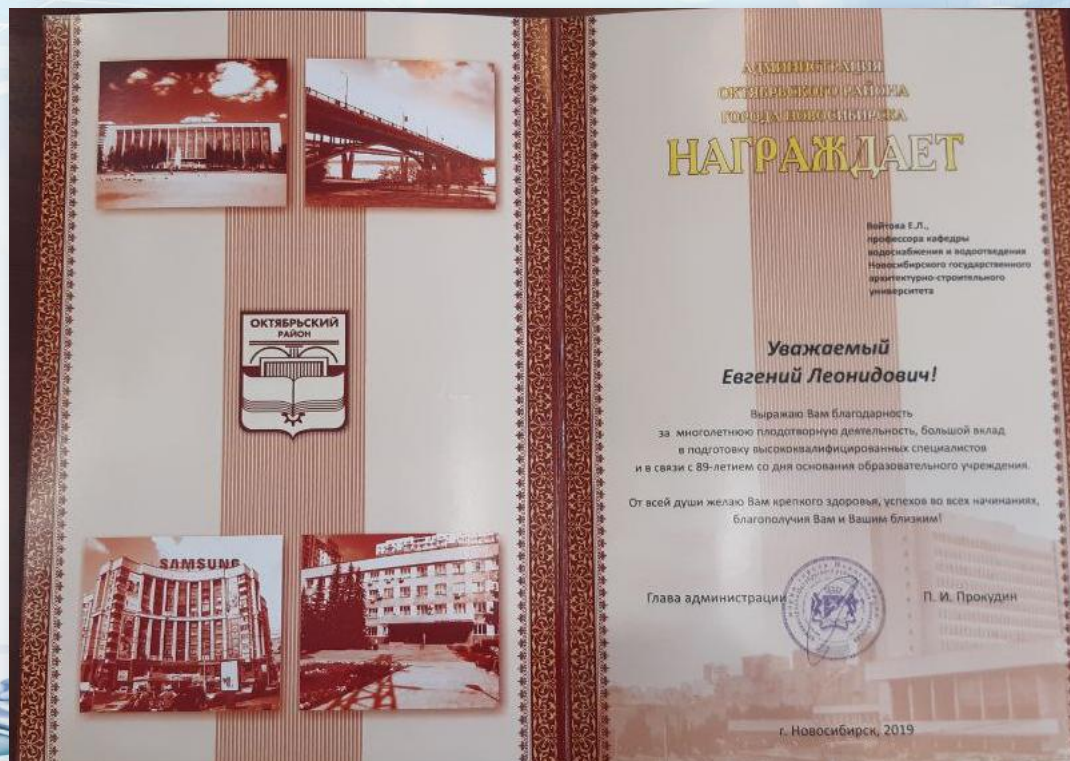 ОКТЯБРЬСКИЙ
РАЙОН
SAMSUNG
АДМИНИСТРАЦИЯ
ОКТЯБРЬСКОГО РАЙОНА
ГОРОДА НОВОСИБИРСКА
НАГРАЖДАЕТ
Войтова Е.Л.,
профессора кафедры
водоснабжения и водоотведения
Новосибирского государственного
архитектурно-строительного
университета
Уважаемый
Евгений Леонидович!
Выражаю Вам благодарность
за многолетнюю плодотворную деятельность, большой вклад
в подготовку высококвалифицированных специалистов
и в связи с 89-летием со дня основания образовательного учреждения.
От всей души желаю Вам крепкого здоровья, успехов во всех начинаниях,
благополучия Вам и Вашим близким!
Глава администрации
П. И. Прокудин
г. Новосибирск, 2019